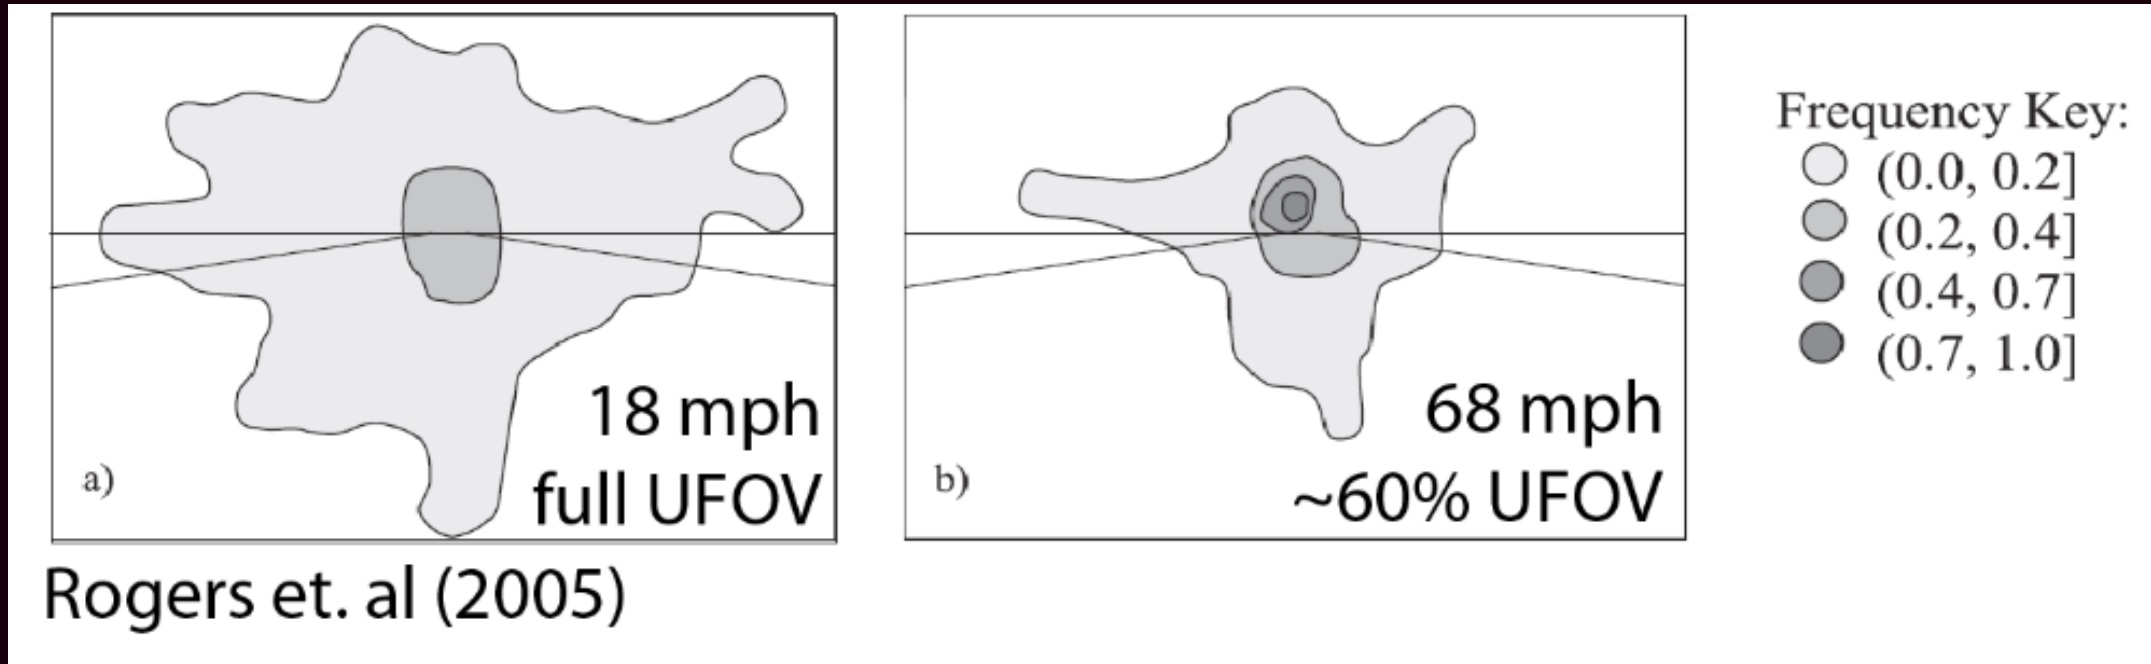 18 mph
full UFOV
a)
68 mph
~60% UFOV
b)
Frequency Key:
(0.0, 0.2]
(0.2, 0.4]
(0.4, 0.7]
(0.7, 1.0]
Rogers et. al (2005)